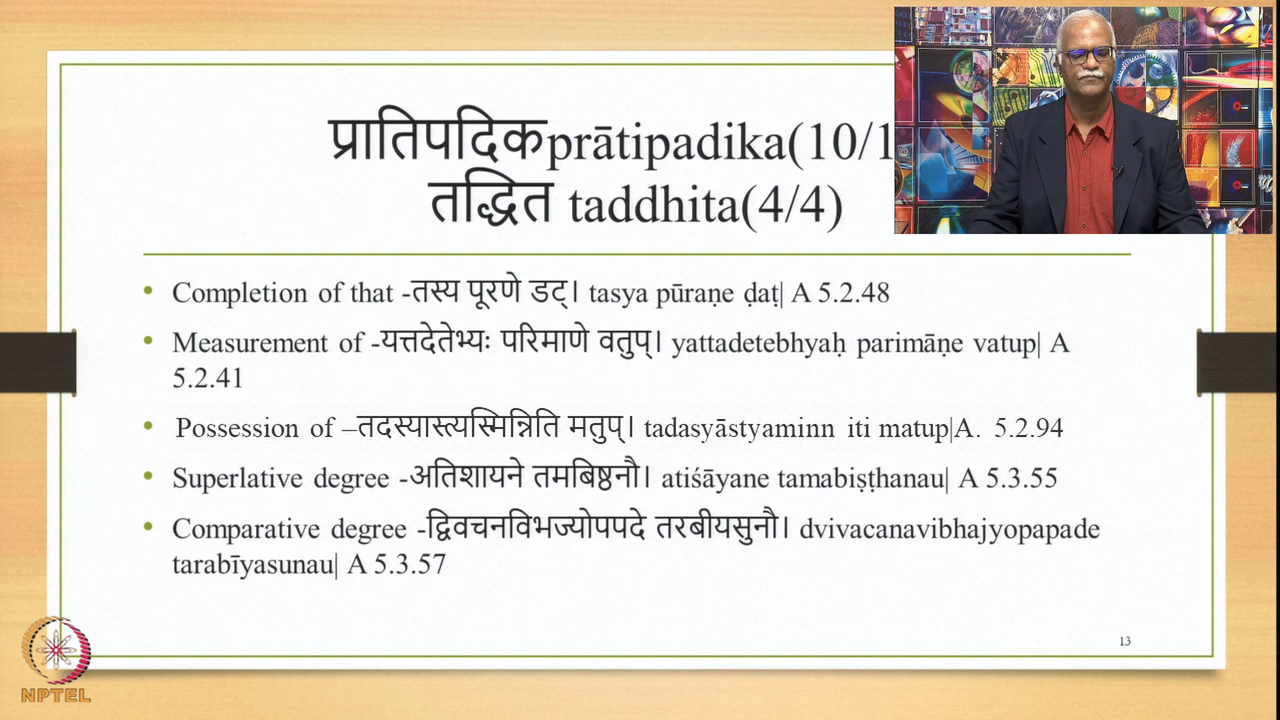 प्रातिपदिकprātipadika(10/1
तद्धित taddhita(4/4)
• Completion of that -तस्य पूरणे डट्। tasya pūraṇe ḍaṭ| A 5.2.48
• Measurement of -यत्तदेतेभ्यः परिमाणे वतुप्। yattadetebhyaḥ parimāṇe vatup| A
5.2.41
• Possession of –तदस्यास्त्यस्मिन्निति मतुप्। tadasyāstyaminn iti matup|A. 5.2.94
• Superlative degree -अतिशायने तमबिष्ठनौ। atiśāyane tamabiṣṭhanau| A 5.3.55
• Comparative degree -द्विवचनविभज्योपपदे तरबीयसुनौ। dvivacanavibhajyopapade
tarabīyasunau| A 5.3.57
13
NPTEL